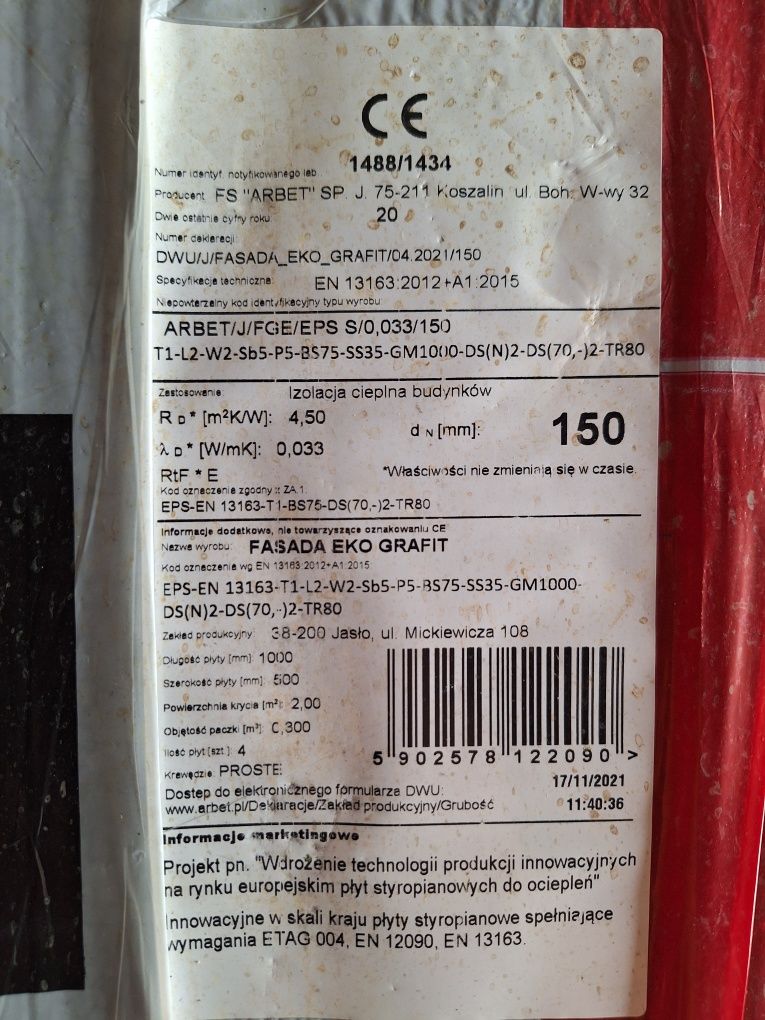 CE
1488/1434
Numer identyf. notyfikowanego lab.
Producent FS "ARBET" SP. J. 75-211 Koszalin ul. Boh. W-wy 32
Dwie ostatnie cyfry roku: 20
Numer deklaracji:
DWU/J/FASADA_EKO_GRAFIT/04.2021/150
Specyfikacja techniczna: EN 13163:2012+A1:2015
Niepowtarzalny kod identyfikacyjny typu wyrobu
ARBET/J/FGE/EPS S/0,033/150
T1-L2-W2-Sb5-P5-BS75-SS35-GM1000-DS(N)2-DS(70,-)2-TR80
Zastosowanie: Izolacja cieplna budynków
R D* [m²K/W]: 4,50
d N [mm]: 150
λ D* [W/mK]: 0,033
RtF * E
*Właściwości nie zmieniają się w czasie.
Kod oznaczenie zgodny z ZA.1.
EPS-EN 13163-T1-BS75-DS(70,-)2-TR80
Informacje dodatkowe, nie towarzyszące oznakowaniu CE
Nazwa wyrobu: FASADA EKO GRAFIT
Kod oznaczenia wg EN 13163:2012+A1:2015
EPS-EN 13163-T1-L2-W2-Sb5-P5-BS75-SS35-GM1000-
DS(N)2-DS(70,-)2-TR80
Zakład produkcyjny: 38-200 Jasło, ul. Mickiewicza 108
Długość płyty [mm]: 1000
Szerokość płyty [mm]: 500
Powierzchnia krycia [m²]: 2,00
Objętość paczki [m³]: 0,300
Ilość płyt [szt.]: 4
Krawędzie: PROSTE
5 902578 122090 >
Dostęp do elektronicznego formularza DWU:
www.arbet.pl/Deklaracje/Zakład produkcyjny/Grubość
17/11/2021
11:40:36
Informacje marketingowe
Projekt pn. "Wdrożenie technologii produkcji innowacyjnych
na rynku europejskim płyt styropianowych do ociepleń"
Innowacyjne w skali kraju płyty styropianowe spełniające
wymagania ETAG 004, EN 12090, EN 13163.